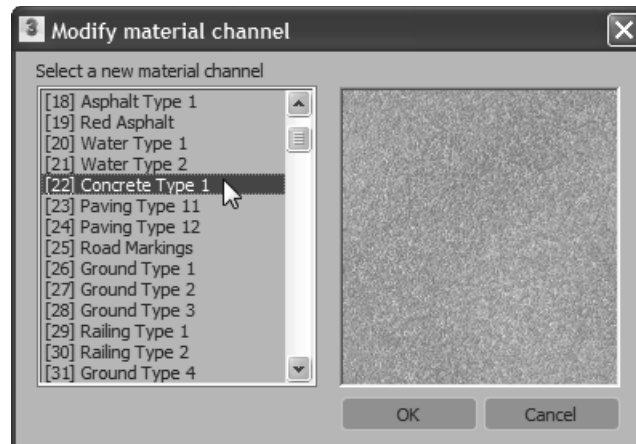 Modify material channel
Select a new material channel
[18] Asphalt Type 1
[19] Red Asphalt
[20] Water Type 1
[21] Water Type 2
[22] Concrete Type 1
[23] Paving Type 11
[24] Paving Type 12
[25] Road Markings
[26] Ground Type 1
[27] Ground Type 2
[28] Ground Type 3
[29] Railing Type 1
[30] Railing Type 2
[31] Ground Type 4
OK Cancel